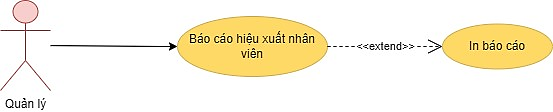 Báo cáo hiệu xuất nhân
viên
<<extend>>
In báo cáo
Quản lý